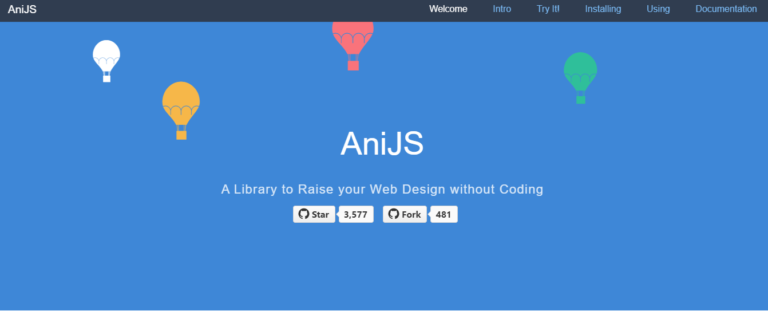 AniJS Welcome Intro Try It! Installing Using Documentation
AniJS
A Library to Raise your Web Design without Coding
Star 3,577 Fork 481